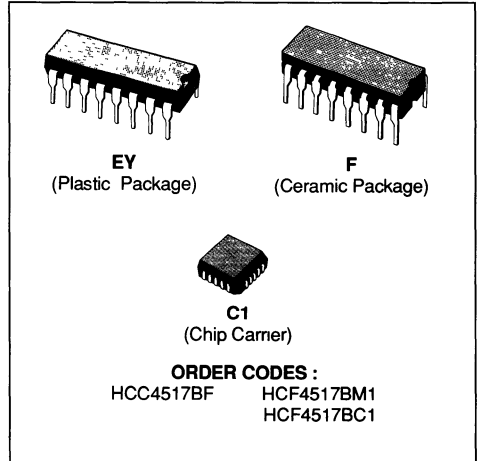 EY
(Plastic Package)
F
(Ceramic Package)
C1
(Chip Carrier)
ORDER CODES :
HCC4517BF HCF4517BM1
HCF4517BC1